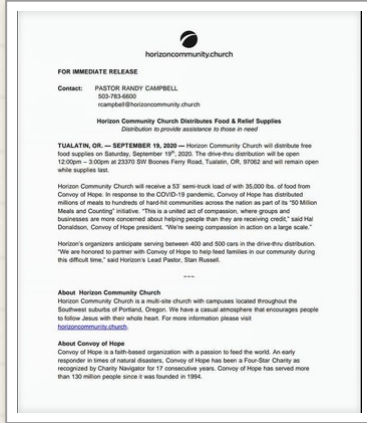 horizoncommunity.church
FOR IMMEDIATE RELEASE
Contact: PASTOR RANDY CAMPBELL
503-783-6600
rcampbell@horizoncommunity.church
Horizon Community Church Distributes Food & Relief Supplies
Distribution to provide assistance to those in need
TUALATIN, OR. — SEPTEMBER 19, 2020 — Horizon Community Church will distribute free
food supplies on Saturday, September 19th, 2020. The drive-thru distribution will be open
12:00pm – 3:00pm at 23370 SW Boones Ferry Road, Tualatin, OR, 97062 and will remain open
while supplies last.
Horizon Community Church will receive a 53' semi-truck load of with 35,000 lbs. of food from
Convoy of Hope. In response to the COVID-19 pandemic, Convoy of Hope has distributed
millions of meals to hundreds of hard-hit communities across the nation as part of its "50 Million
Meals and Counting" initiative. "This is a united act of compassion, where groups and
businesses are more concerned about helping people than they are receiving credit," said Hal
Donaldson, Convoy of Hope president. "We're seeing compassion in action on a large scale."
Horizon's organizers anticipate serving between 400 and 500 cars in the drive-thru distribution.
"We are honored to partner with Convoy of Hope to help feed families in our community during
this difficult time," said Horizon's Lead Pastor, Stan Russell.
~~~
About Horizon Community Church
Horizon Community Church is a multi-site church with campuses located throughout the
Southwest suburbs of Portland, Oregon. We have a casual atmosphere that encourages people
to follow Jesus with their whole heart. For more information please visit
horizoncommunity.church.
About Convoy of Hope
Convoy of Hope is a faith-based organization with a passion to feed the world. An early
responder in times of natural disasters, Convoy of Hope has been a Four-Star Charity as
recognized by Charity Navigator for 17 consecutive years. Convoy of Hope has served more
than 130 million people since it was founded in 1994.